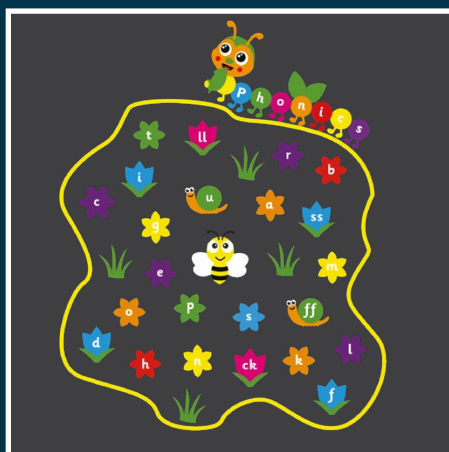 Phonics
t ll r b
i
c u a ss
g
e m
o p s ff
d l
h n ck k
f